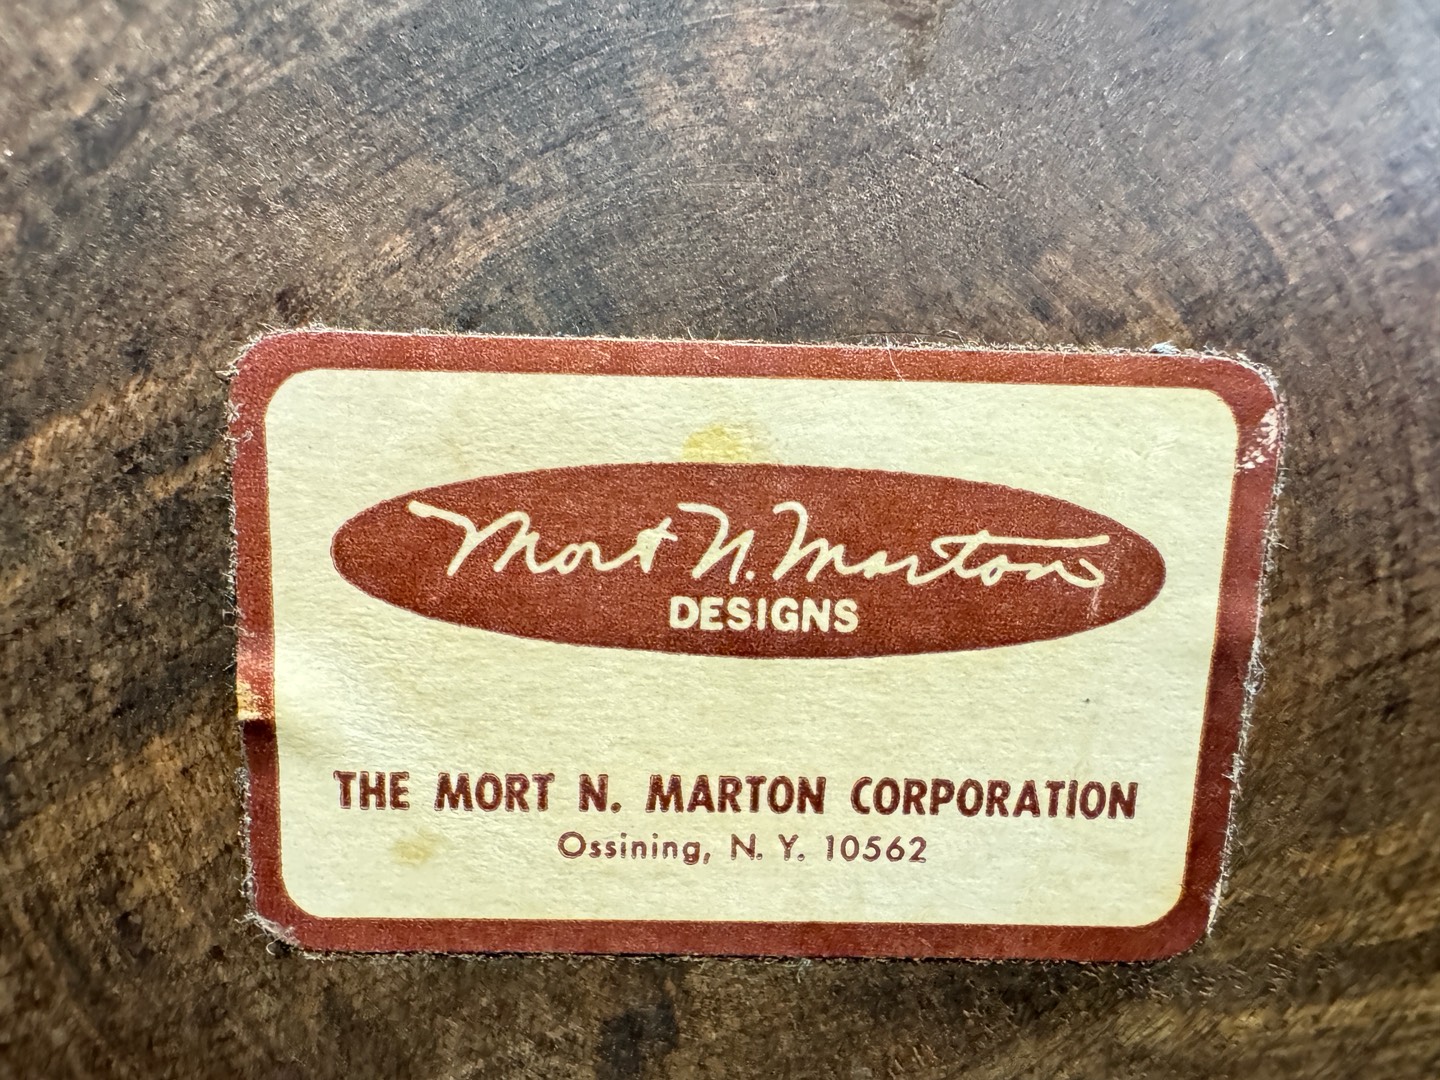 Mort N. Marton
DESIGNS
THE MORT N. MARTON CORPORATION
Ossining, N. Y. 10562